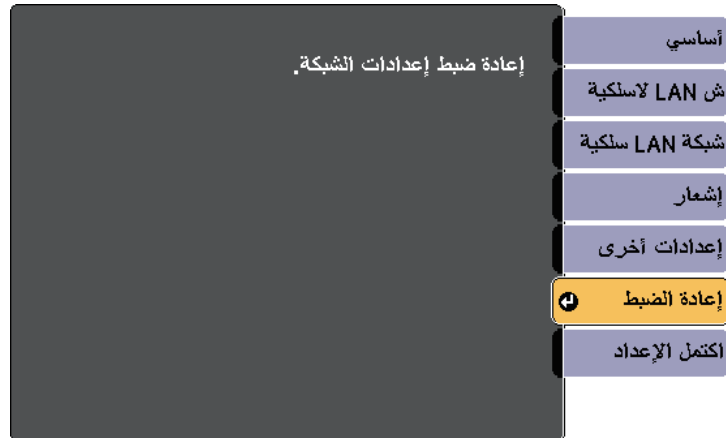 أساسي
إعادة ضبط إعدادات الشبكة.
ش LAN لاسلكية
شبكة LAN سلكية
إشعار
إعدادات أخرى
إعادة الضبط
اكتمل الإعداد